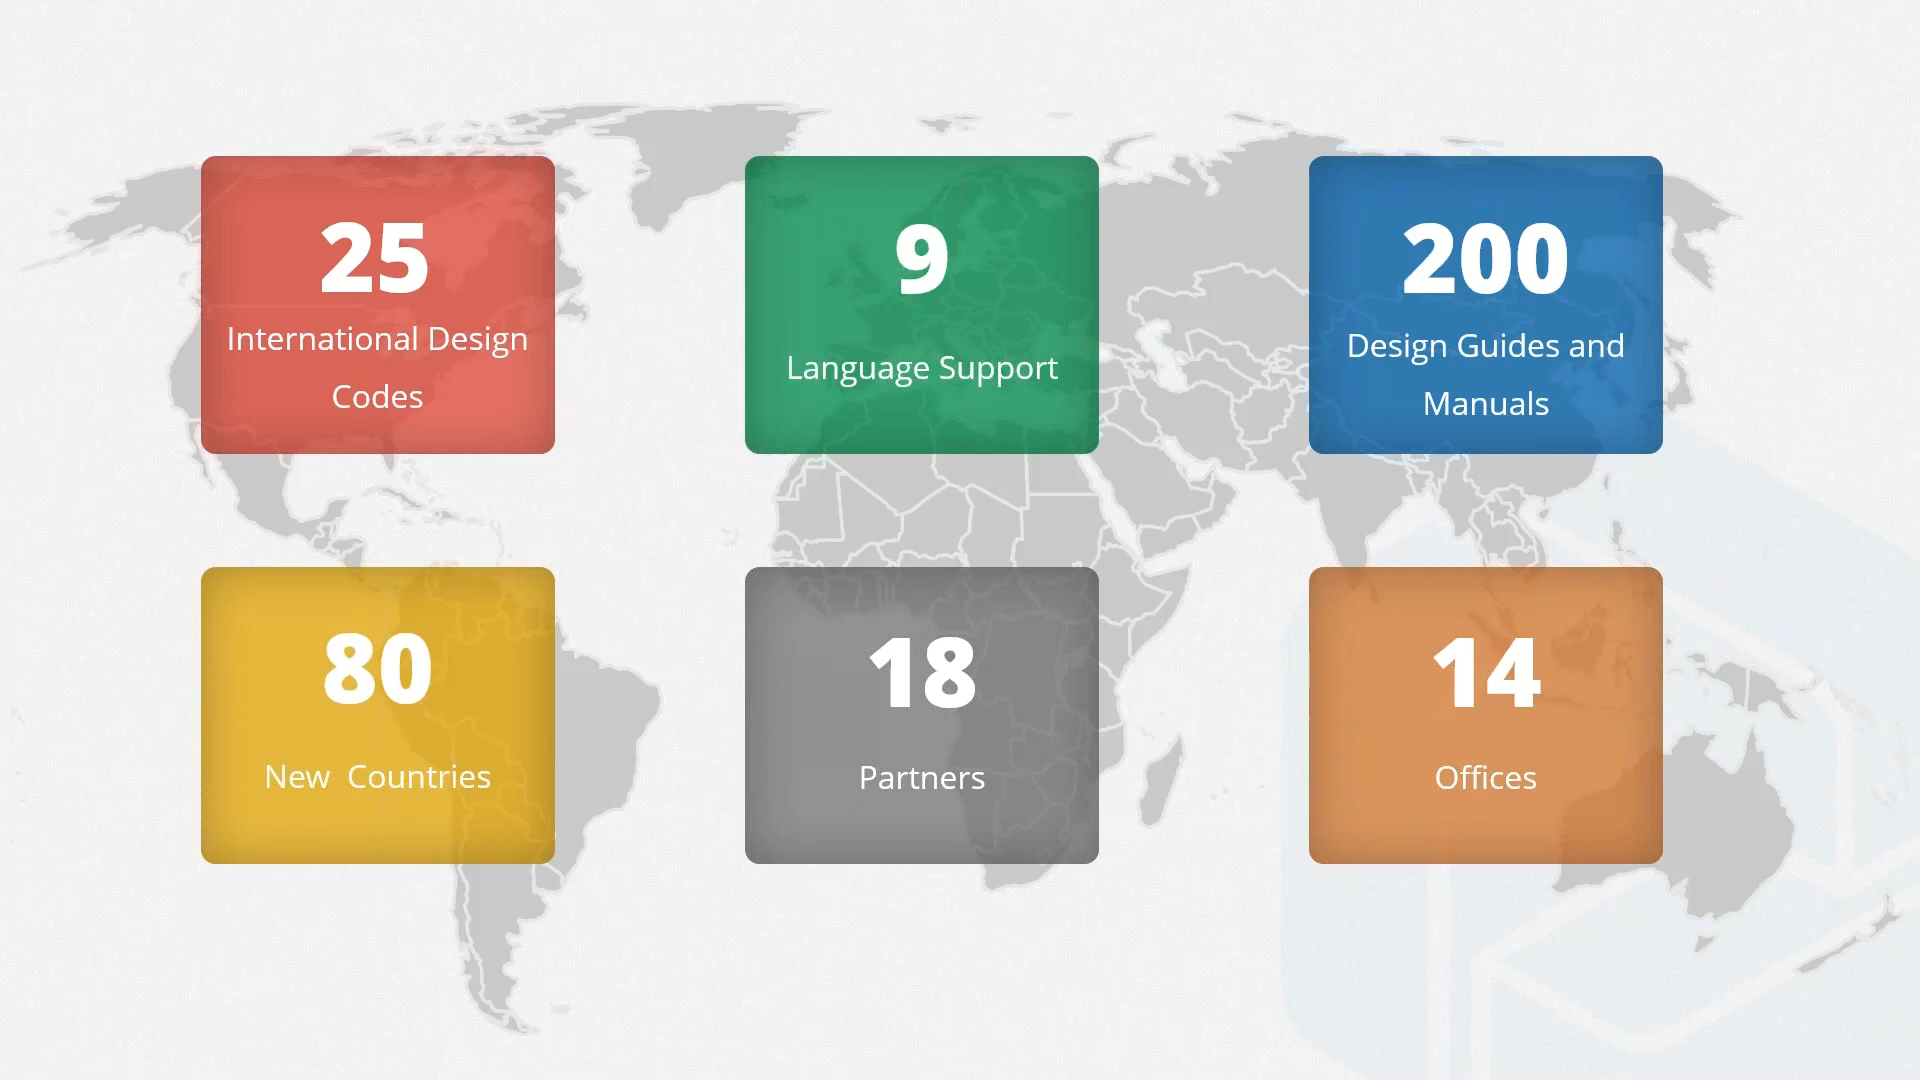 25
International Design
Codes
9
Language Support
200
Design Guides and
Manuals
80
New  Countries
18
Partners
14
Offices